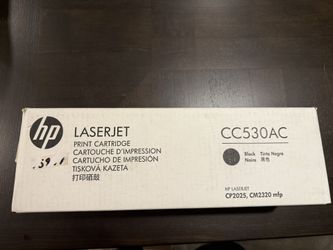 hp
LASERJET
PRINT CARTRIDGE
CARTOUCHE D'IMPRESSION
CARTUCHO DE IMPRESIÓN
TISKOVÁ KAZETA
打印硒鼓
CC530AC
Black Tinta Negra
Noire 黑色
HP LASERJET
CP2025, CM2320 mfp